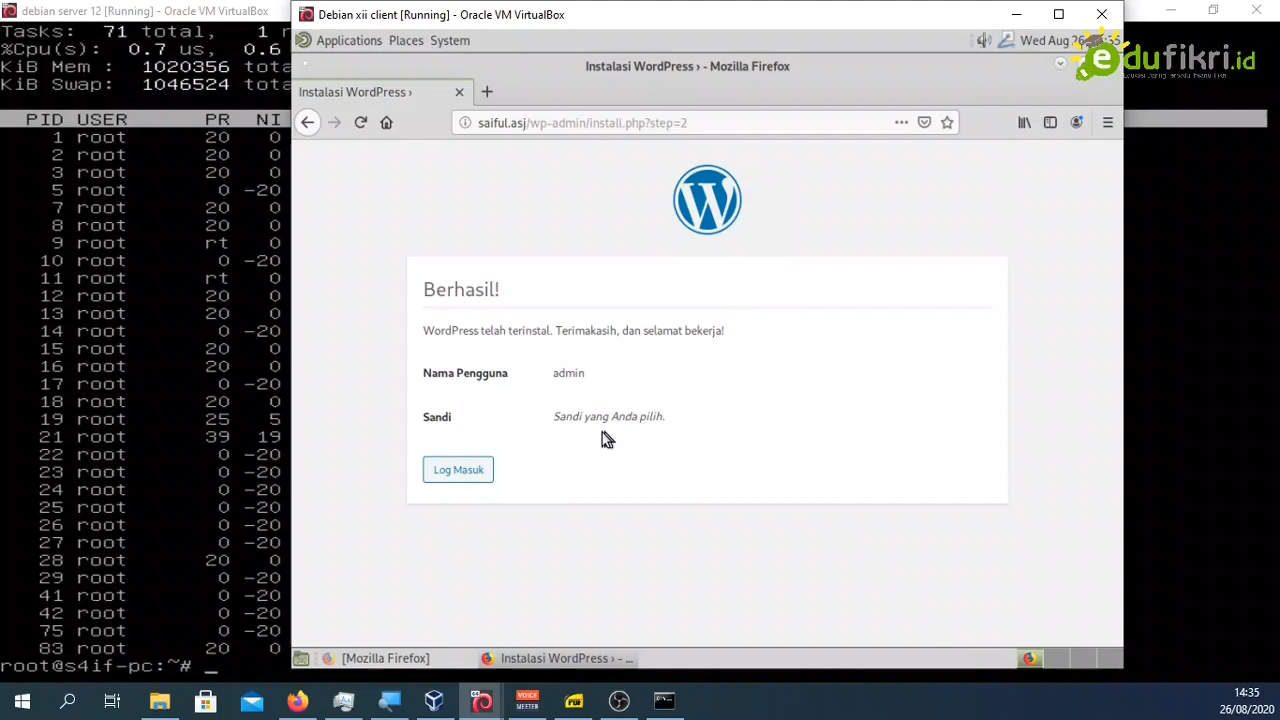 debian server 12 [Running] - Oracle VM VirtualBox
Tasks: 71 total, 1 r
%Cpu(s): 0.7 us, 0.6
KiB Mem : 1020356 tota
KiB Swap: 1046524 tota
PID USER PR NI
1 root 20 0
2 root 20 0
3 root 20 0
5 root 0 -20
7 root 20 0
8 root 20 0
9 root rt 0
10 root 0 -20
11 root rt 0
12 root 20 0
13 root 20 0
14 root 0 -20
15 root 20 0
16 root 20 0
17 root 0 -20
18 root 20 0
19 root 25 5
21 root 39 19
22 root 0 -20
23 root 0 -20
24 root 0 -20
25 root 0 -20
26 root 0 -20
27 root 0 -20
28 root 20 0
29 root 0 -20
41 root 0 -20
42 root 0 -20
75 root 0 -20
83 root 20 0
root@s4if-pc:~# _
Debian xii client [Running] - Oracle VM VirtualBox
Applications Places System
Wed Aug 26
edufikri.id
Instalasi WordPress › - Mozilla Firefox
Instalasi WordPress ›
saiful.asj/wp-admin/install.php?step=2
Berhasil!
WordPress telah terinstal. Terimakasih, dan selamat bekerja!
Nama Pengguna admin
Sandi Sandi yang Anda pilih.
Log Masuk
[Mozilla Firefox]
Instalasi WordPress › - ...
VOICE
MEETER
14:35
26/08/2020